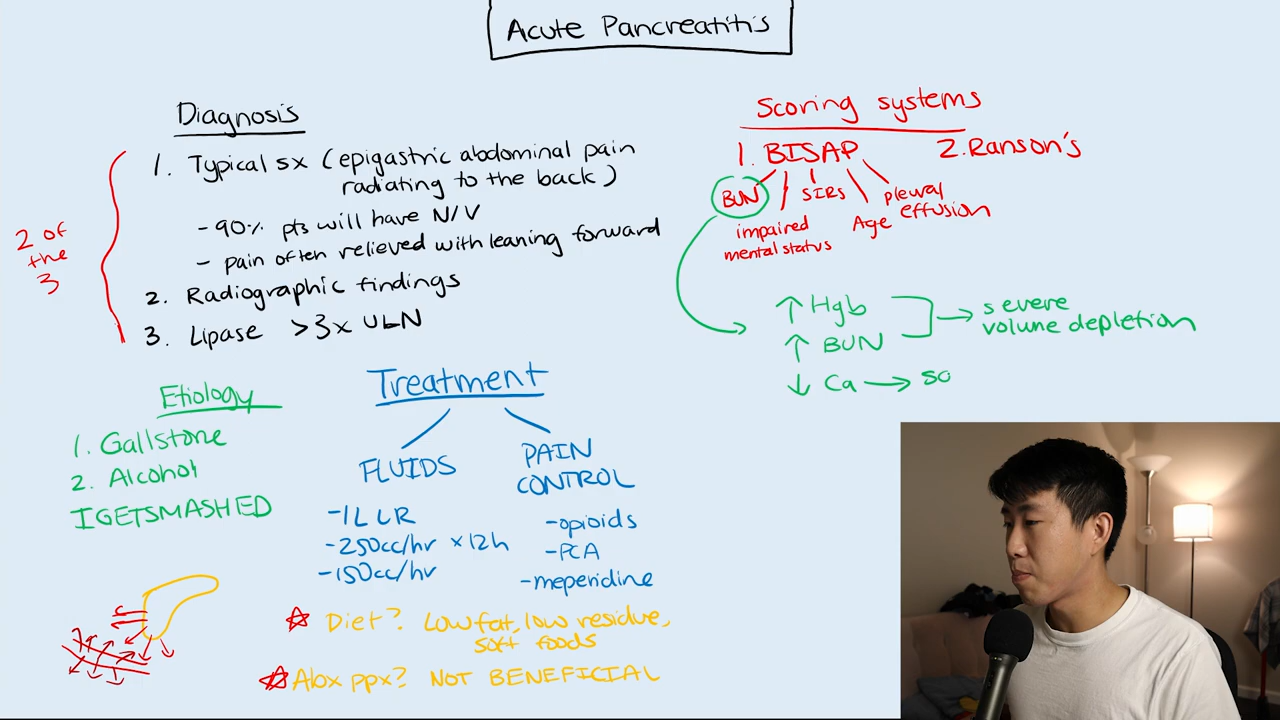 Acute Pancreatitis
Diagnosis
1. Typical sx (epigastric abdominal pain
radiating to the back)
- 90% pts will have N/V
- pain often relieved with leaning forward
2. Radiographic findings
3. Lipase >3x ULN
2 of
the
3
Scoring systems
1. BISAP
2. Ranson's
BUN
impaired
mental status
SIRS
Age
pleural
effusion
↑ Hgb
↑ BUN
→ severe
volume depletion
↓ Ca → so
Etiology
1. Gallstone
2. Alcohol
IGETSMASHED
Treatment
FLUIDS
-1L LR
-250cc/hr x 12h
-150cc/hr
PAIN
CONTROL
-opioids
-PCA
-meperidine
Diet? Low fat, low residue,
soft foods
Abx ppx? NOT BENEFICIAL